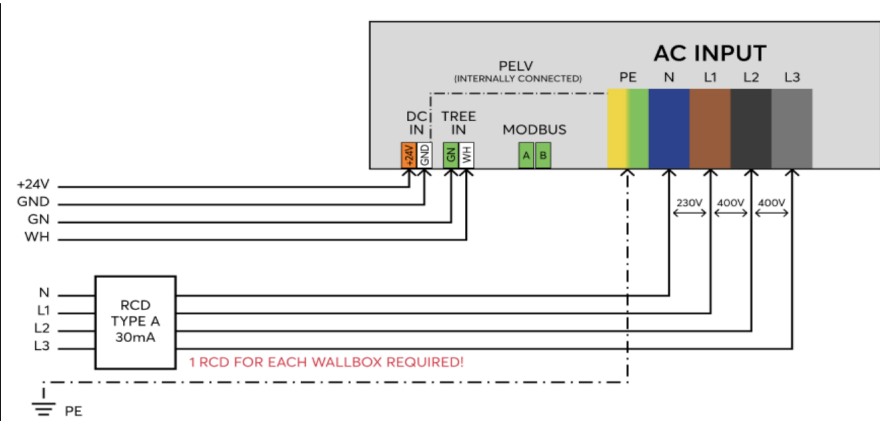 AC INPUT
PELV
(INTERNALLY CONNECTED)
PE N L1 L2 L3
DC IN
TREE IN
MODBUS
+24V GND GN WH A B
+24V
GND
GN
WH
230V 400V 400V
N
L1
L2
L3
RCD
TYPE A
30mA
1 RCD FOR EACH WALLBOX REQUIRED!
PE